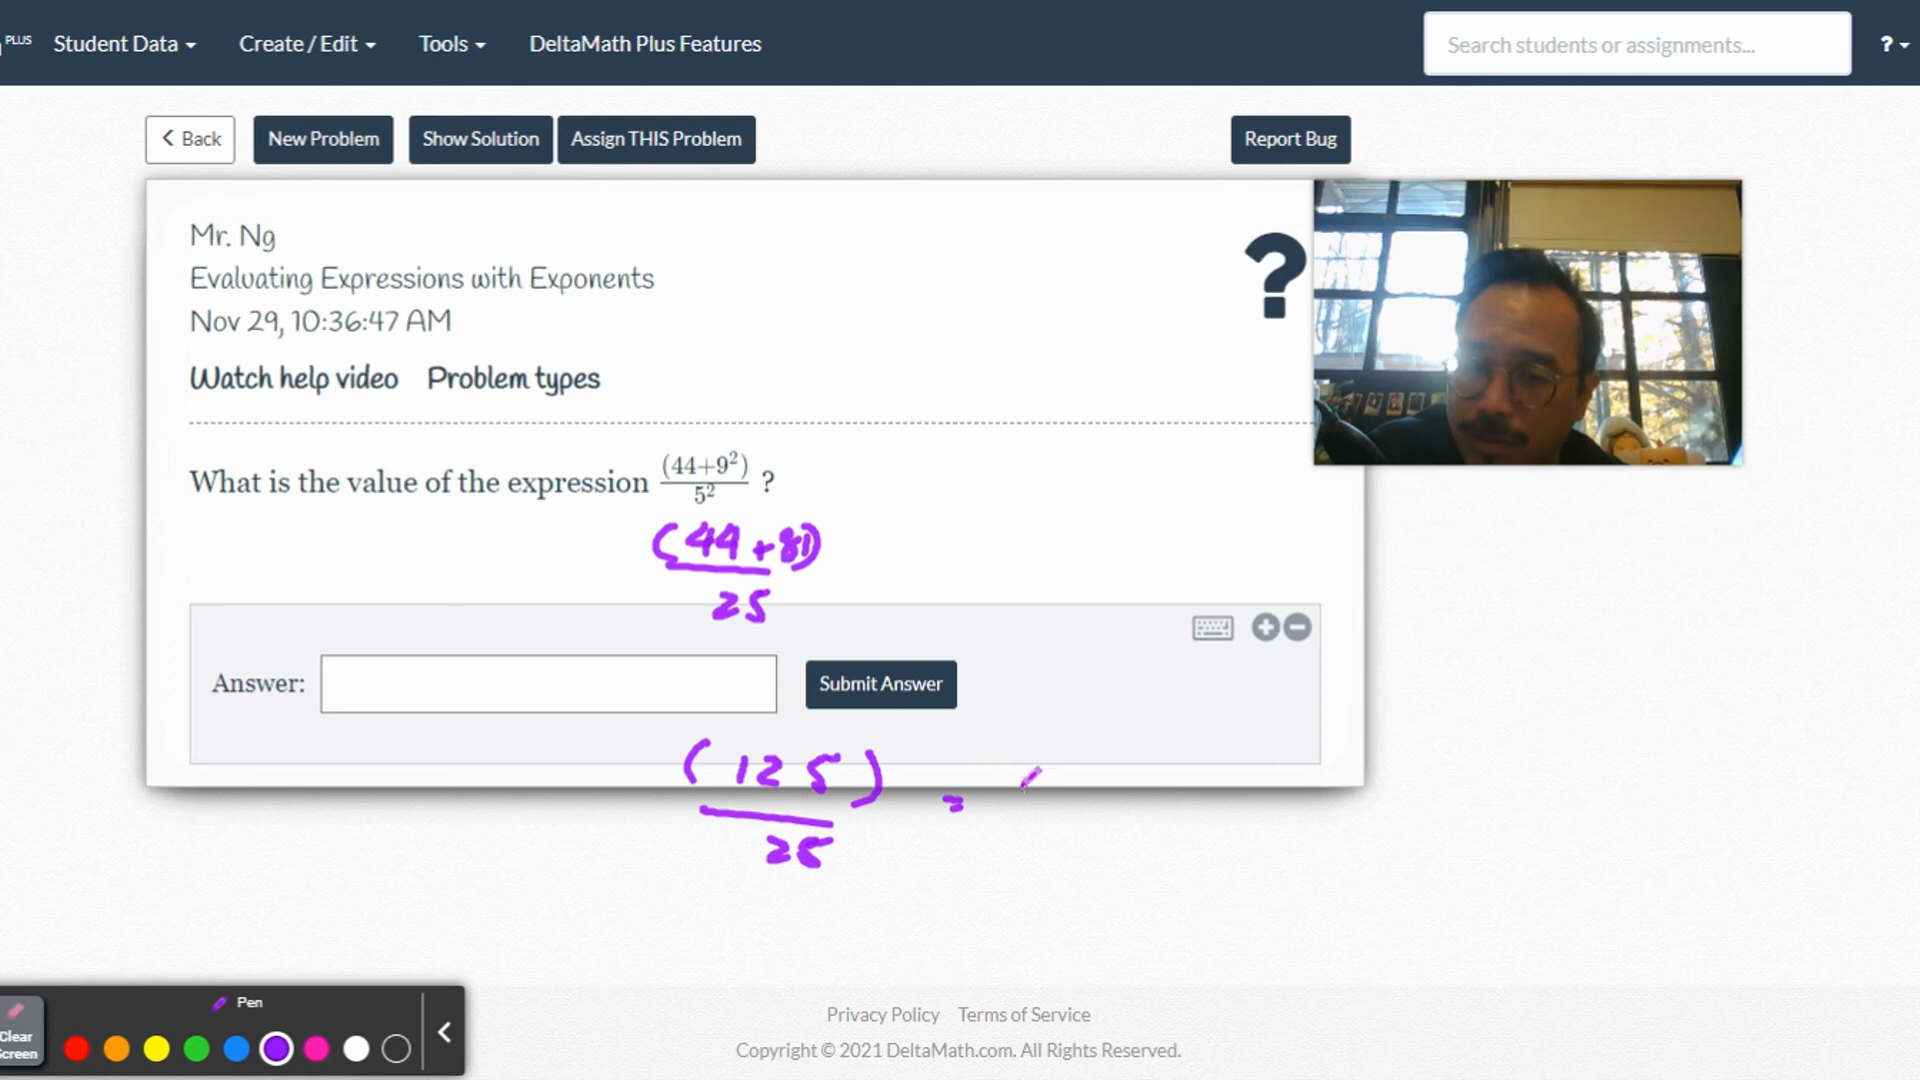 PLUS Student Data Create / Edit Tools DeltaMath Plus Features Search students or assignments... ?
Back New Problem Show Solution Assign THIS Problem Report Bug
Mr. Ng
Evaluating Expressions with Exponents
Nov 29, 10:36:47 AM
?
Watch help video Problem types
What is the value of the expression (44+9²)/5² ?
(44+81)
25
Answer: Submit Answer
(125) =
25
Pen
Clear
Screen
Privacy Policy Terms of Service
Copyright © 2021 DeltaMath.com. All Rights Reserved.